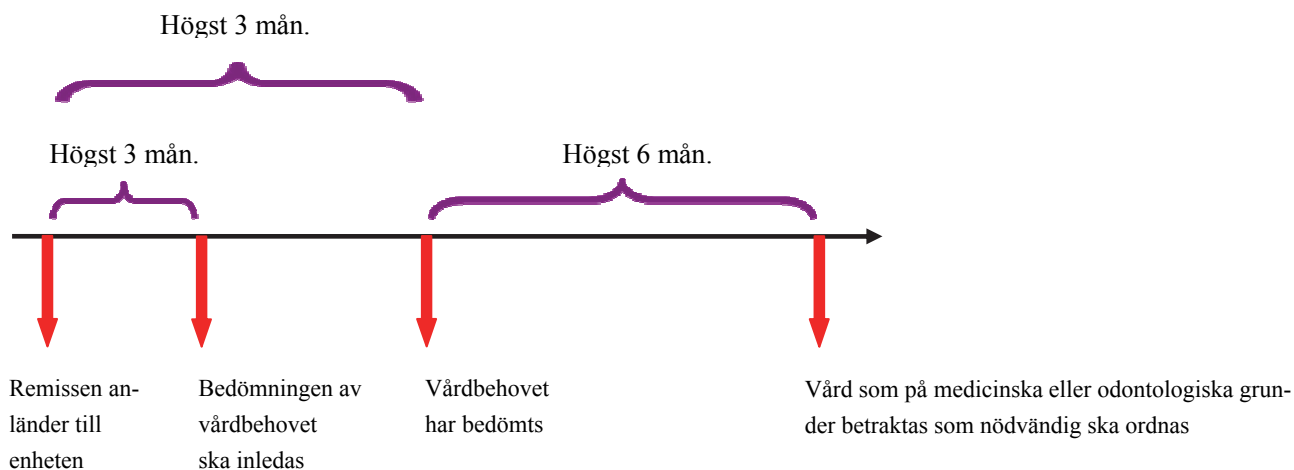 Högst 3 mån.
Högst 3 mån.
Högst 6 mån.
Remissen an-
länder till
enheten
Bedömningen av
vårdbehovet
ska inledas
Vårdbehovet
har bedömts
Vård som på medicinska eller odontologiska grun-
der betraktas som nödvändig ska ordnas